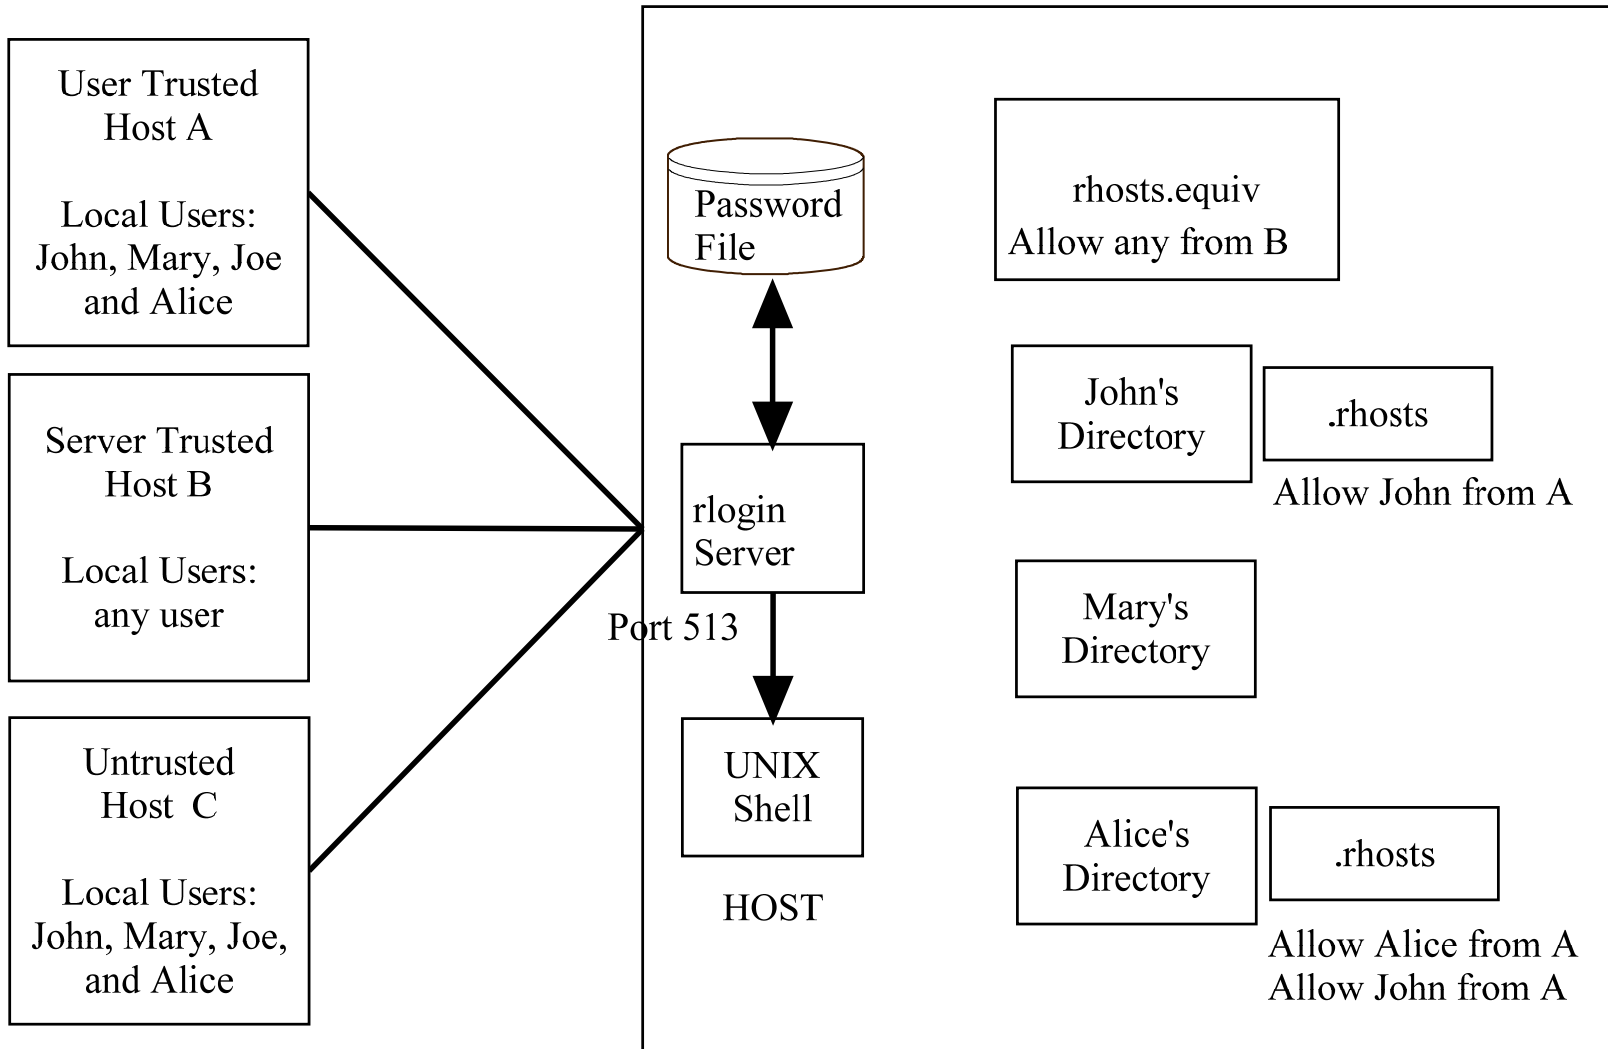 User Trusted
Host A
Local Users:
John, Mary, Joe
and Alice
Server Trusted
Host B
Local Users:
any user
Untrusted
Host C
Local Users:
John, Mary, Joe,
and Alice
Password
File
rlogin
Server
Port 513
UNIX
Shell
HOST
rhosts.equiv
Allow any from B
John's
Directory
.rhosts
Allow John from A
Mary's
Directory
Alice's
Directory
.rhosts
Allow Alice from A
Allow John from A